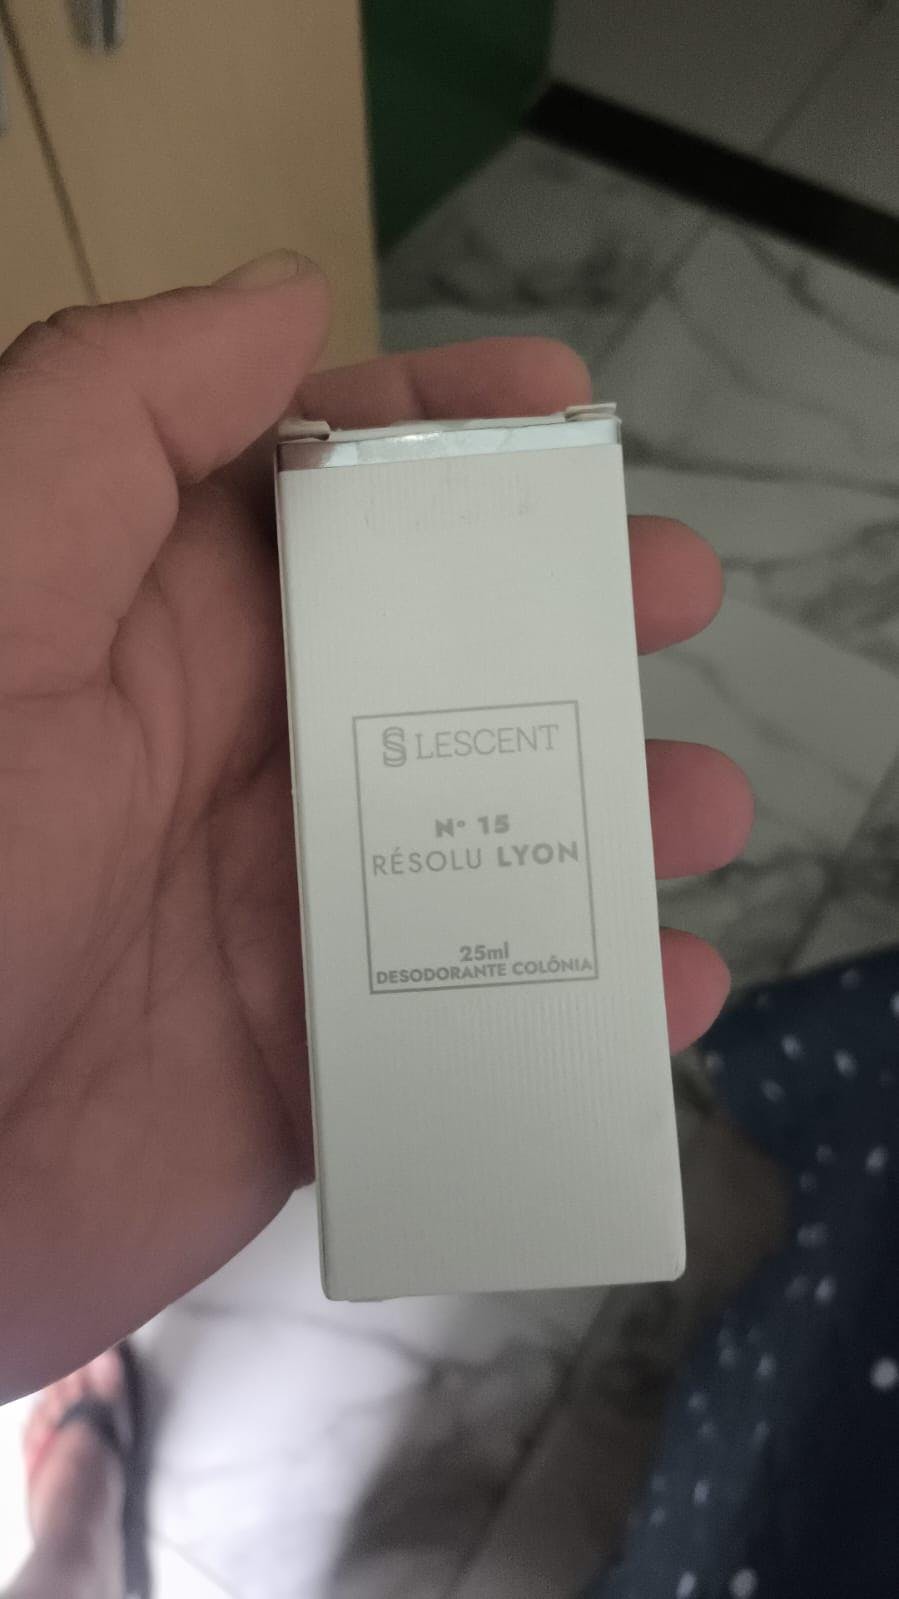 LESCENT
Nº 15
RÉSOLU LYON
25ml
DESODORANTE COLÔNIA